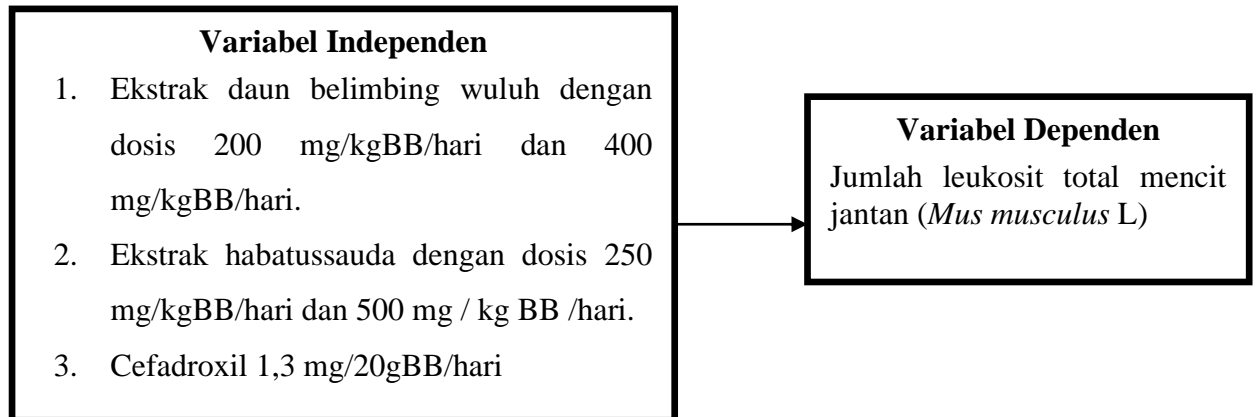 Variabel Independen
1. Ekstrak daun belimbing wuluh dengan
dosis 200 mg/kgBB/hari dan 400
mg/kgBB/hari.
2. Ekstrak habatussauda dengan dosis 250
mg/kgBB/hari dan 500 mg / kg BB /hari.
3. Cefadroxil 1,3 mg/20gBB/hari
Variabel Dependen
Jumlah leukosit total mencit
jantan (Mus musculus L)